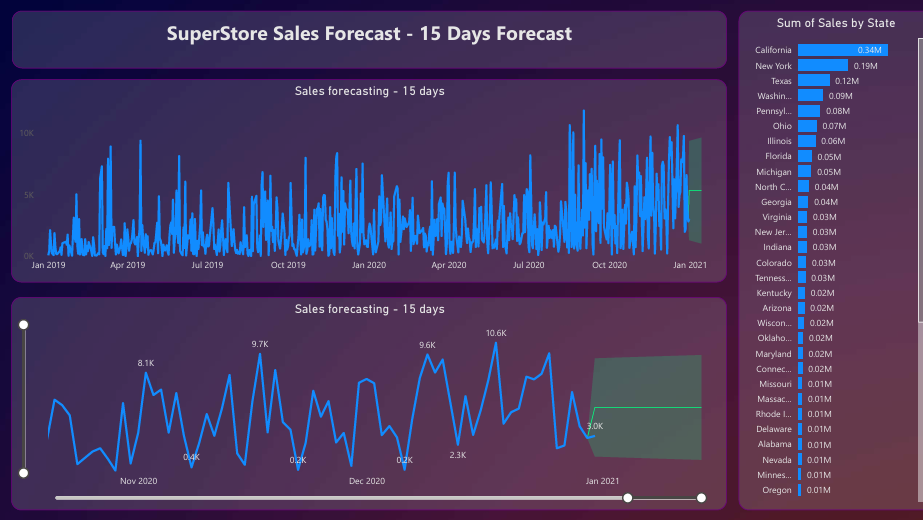 SuperStore Sales Forecast - 15 Days Forecast
Sales forecasting - 15 days
10K
5K
0K
Jan 2019 Apr 2019 Jul 2019 Oct 2019 Jan 2020 Apr 2020 Jul 2020 Oct 2020 Jan 2021
Sales forecasting - 15 days
8.1K 9.7K 9.6K 10.6K
3.0K
0.4K 0.2K 0.2K 2.3K
Nov 2020 Dec 2020 Jan 2021
Sum of Sales by State
California 0.34M
New York 0.19M
Texas 0.12M
Washin... 0.09M
Pennsyl... 0.08M
Ohio 0.07M
Illinois 0.06M
Florida 0.05M
Michigan 0.05M
North C... 0.04M
Georgia 0.04M
Virginia 0.03M
New Jer... 0.03M
Indiana 0.03M
Colorado 0.03M
Tenness... 0.03M
Kentucky 0.02M
Arizona 0.02M
Wiscon... 0.02M
Oklaho... 0.02M
Maryland 0.02M
Connec... 0.02M
Missouri 0.01M
Massac... 0.01M
Rhode I... 0.01M
Delaware 0.01M
Alabama 0.01M
Nevada 0.01M
Minnes... 0.01M
Oregon 0.01M